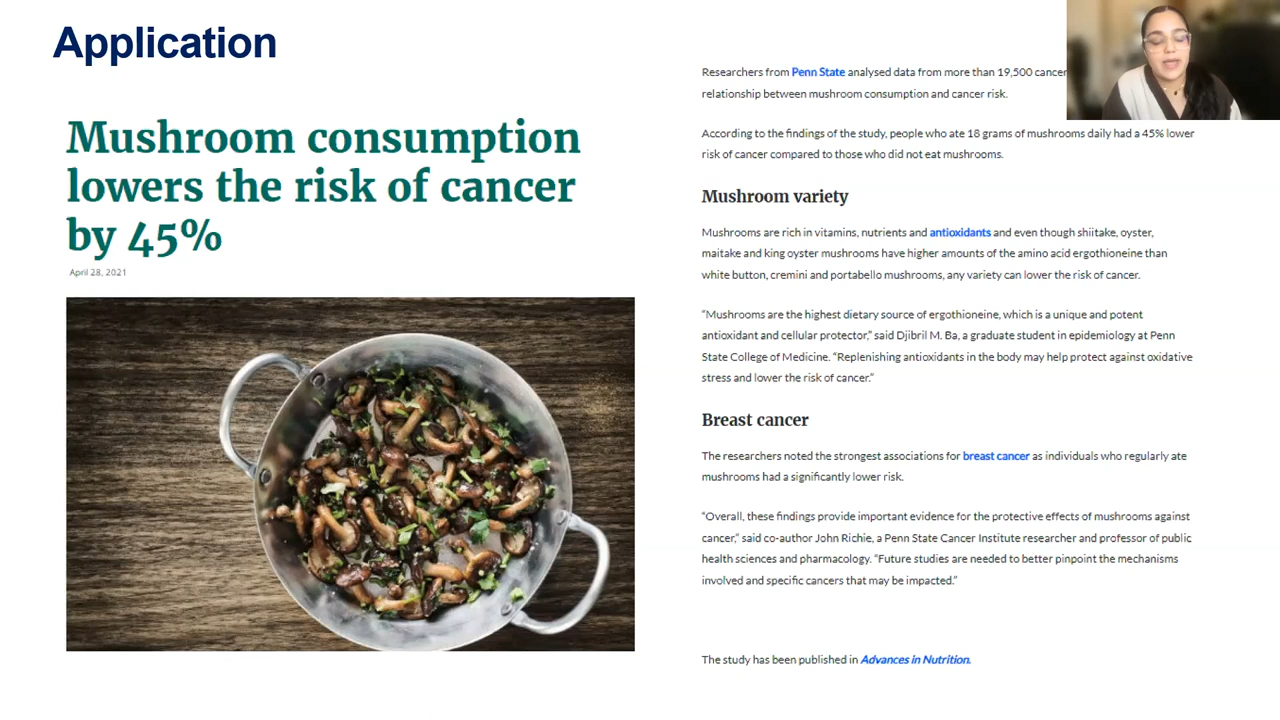 Application
Mushroom consumption
lowers the risk of cancer
by 45%
April 28, 2021
Researchers from Penn State analysed data from more than 19,500 cancer
relationship between mushroom consumption and cancer risk.
According to the findings of the study, people who ate 18 grams of mushrooms daily had a 45% lower
risk of cancer compared to those who did not eat mushrooms.
Mushroom variety
Mushrooms are rich in vitamins, nutrients and antioxidants and even though shiitake, oyster,
maitake and king oyster mushrooms have higher amounts of the amino acid ergothioneine than
white button, cremini and portabello mushrooms, any variety can lower the risk of cancer.
“Mushrooms are the highest dietary source of ergothioneine, which is a unique and potent
antioxidant and cellular protector,” said Djibril M. Ba, a graduate student in epidemiology at Penn
State College of Medicine. “Replenishing antioxidants in the body may help protect against oxidative
stress and lower the risk of cancer.”
Breast cancer
The researchers noted the strongest associations for breast cancer as individuals who regularly ate
mushrooms had a significantly lower risk.
“Overall, these findings provide important evidence for the protective effects of mushrooms against
cancer,” said co-author John Richie, a Penn State Cancer Institute researcher and professor of public
health sciences and pharmacology. “Future studies are needed to better pinpoint the mechanisms
involved and specific cancers that may be impacted.”
The study has been published in Advances in Nutrition.